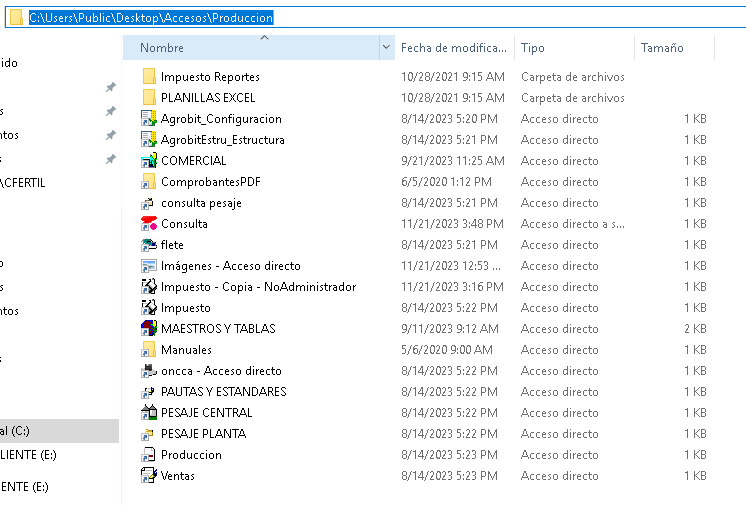 C:\Users\Public\Desktop\Accesos\Produccion
Nombre Fecha de modifica... Tipo Tamaño
ido
s
ntos
s
\CFERTIL
o
s
ntos
s
al (C:)
LIENTE (E:)
ENTE (E:)
Impuesto Reportes 10/28/2021 9:15 AM Carpeta de archivos
PLANILLAS EXCEL 10/28/2021 9:15 AM Carpeta de archivos
Agrobit_Configuracion 8/14/2023 5:20 PM Acceso directo 1 KB
AgrobitEstru_Estructura 8/14/2023 5:21 PM Acceso directo 1 KB
COMERCIAL 9/21/2023 11:25 AM Acceso directo 1 KB
ComprobantesPDF 6/5/2020 1:12 PM Acceso directo 1 KB
consulta pesaje 8/14/2023 5:21 PM Acceso directo 1 KB
Consulta 11/21/2023 3:48 PM Acceso directo a s... 1 KB
flete 8/14/2023 5:21 PM Acceso directo 1 KB
Imágenes - Acceso directo 11/21/2023 12:53 ... Acceso directo 1 KB
Impuesto - Copia - NoAdministrador 11/21/2023 3:16 PM Acceso directo 1 KB
Impuesto 8/14/2023 5:22 PM Acceso directo 1 KB
MAESTROS Y TABLAS 9/11/2023 9:12 AM Acceso directo 2 KB
Manuales 5/6/2020 9:00 AM Acceso directo 1 KB
oncca - Acceso directo 8/14/2023 5:22 PM Acceso directo 1 KB
PAUTAS Y ESTANDARES 8/14/2023 5:22 PM Acceso directo 1 KB
PESAJE CENTRAL 8/14/2023 5:22 PM Acceso directo 1 KB
PESAJE PLANTA 8/14/2023 5:22 PM Acceso directo 1 KB
Produccion 8/14/2023 5:23 PM Acceso directo 1 KB
Ventas 8/14/2023 5:23 PM Acceso directo 1 KB